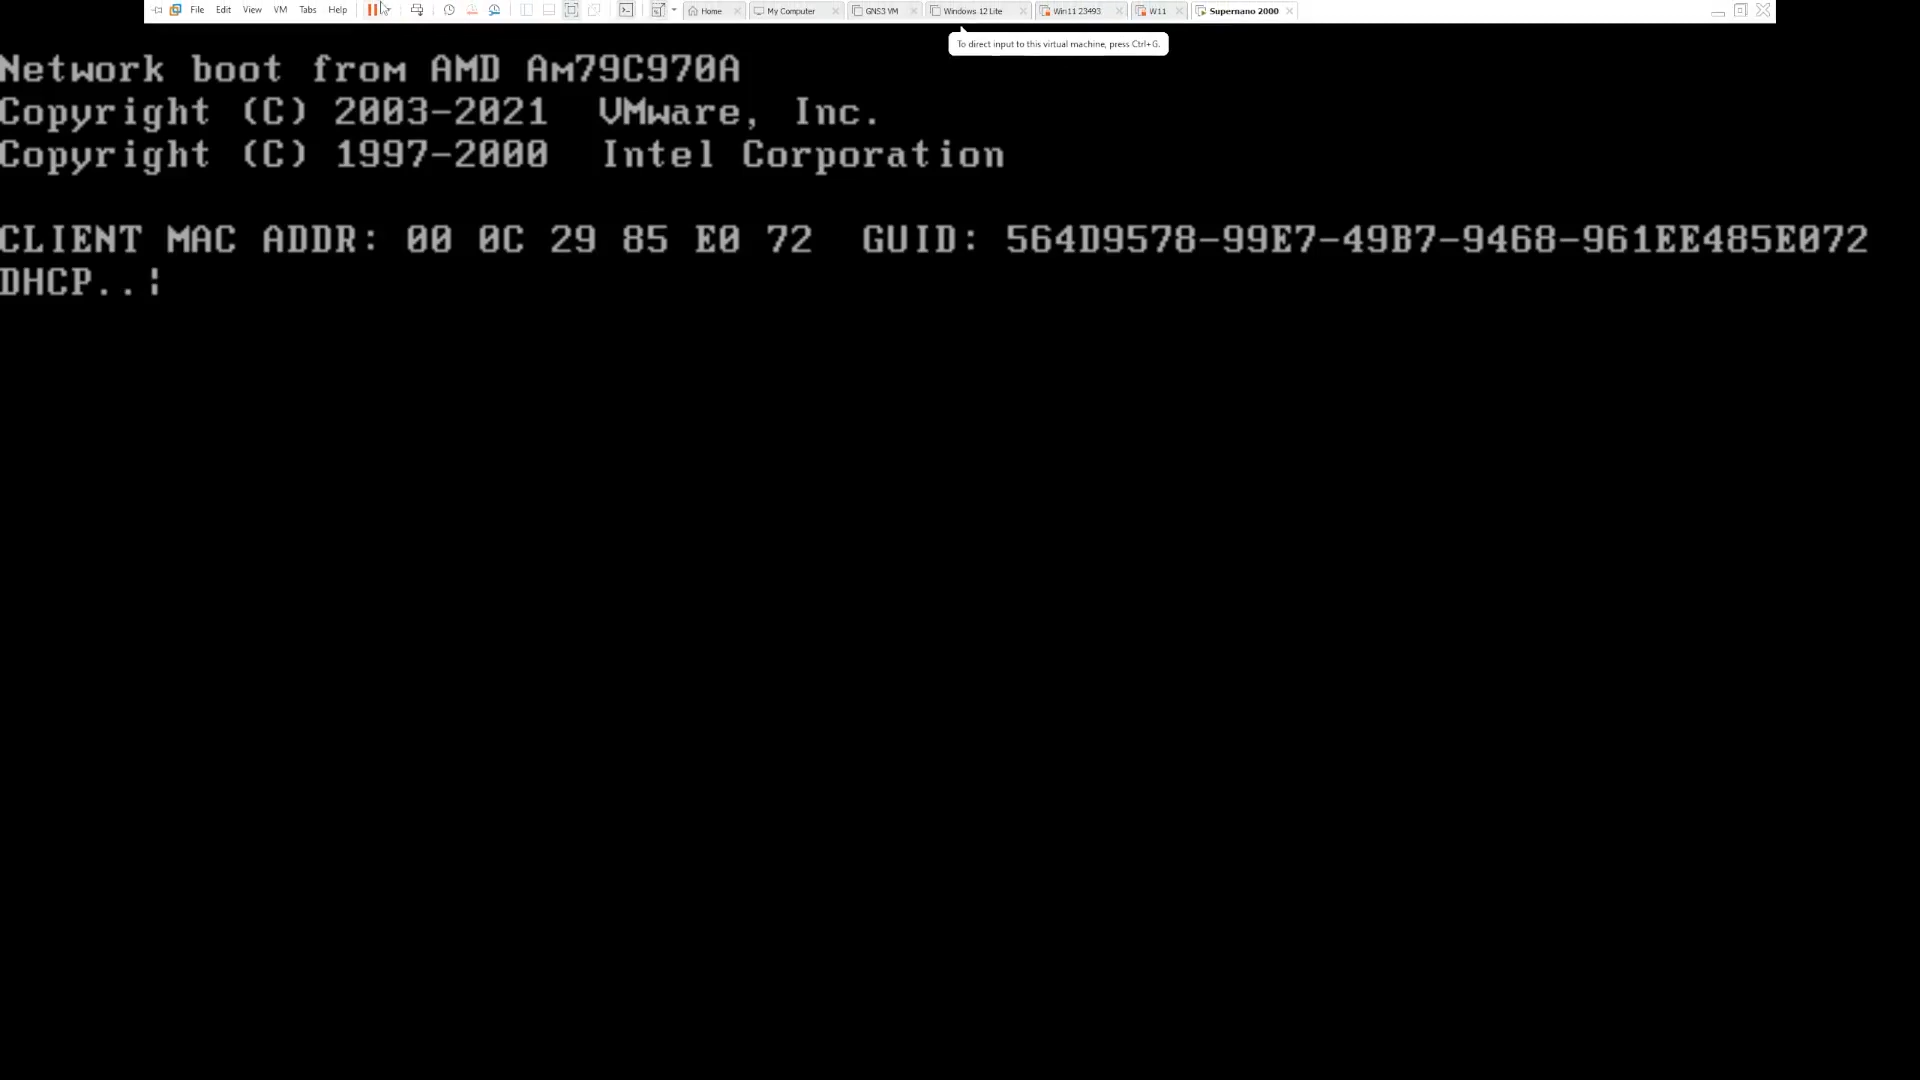 File Edit View VM Tabs Help Home My Computer GNS3 VM Windows 12 Lite Win11 23493 W11 Supernano 2000
To direct input to this virtual machine, press Ctrl+G.
Network boot from AMD Am79C970A
Copyright (C) 2003-2021 VMware, Inc.
Copyright (C) 1997-2000 Intel Corporation
CLIENT MAC ADDR: 00 0C 29 85 E0 72 GUID: 564D9578-99E7-49B7-9468-961EE485E072
DHCP..¦